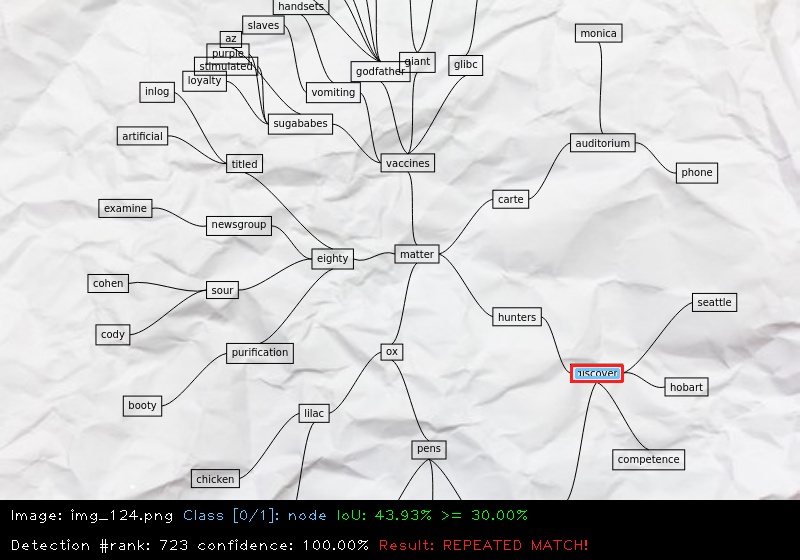 handsets
slaves
az
purple
stimulated
loyalty
godfather
giant
glibc
monica
inlog
vomiting
artificial
sugababes
titled
vaccines
auditorium
phone
examine
newsgroup
carte
eighty
matter
cohen
sour
hunters
seattle
cody
purification
ox
discover
hobart
booty
lilac
pens
competence
chicken
Image: img_124.png Class [0/1]: node IoU: 43.93% >= 30.00%
Detection #rank: 723 confidence: 100.00% Result: REPEATED MATCH!